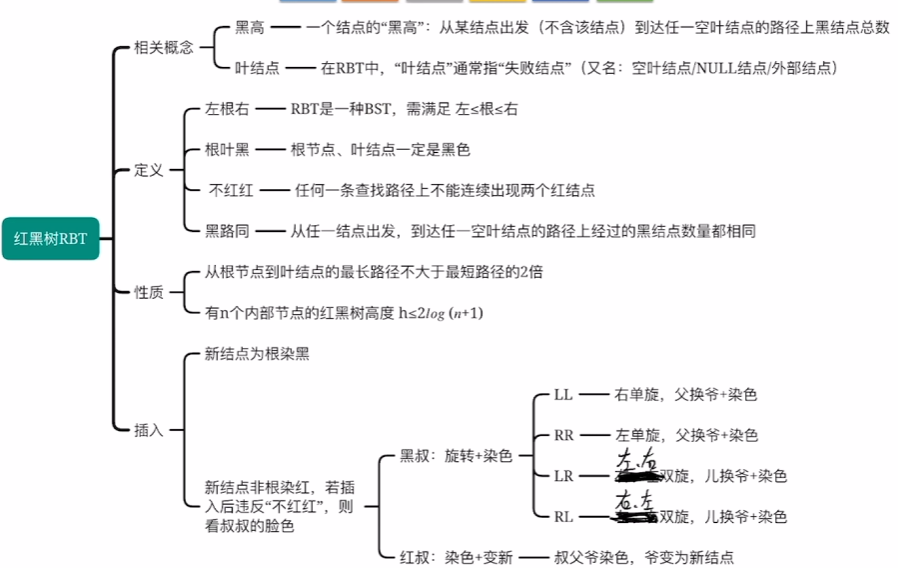 红黑树RBT
相关概念
黑高
一个结点的“黑高”：从某结点出发（不含该结点）到达任一空叶结点的路径上黑结点总数
叶结点
在RBT中，“叶结点”通常指“失败结点”（又名：空叶结点/NULL结点/外部结点）
定义
左根右
RBT是一种BST，需满足 左≤根≤右
根叶黑
根节点、叶结点一定是黑色
不红红
任何一条查找路径上不能连续出现两个红结点
黑路同
从任一结点出发，到达任一空叶结点的路径上经过的黑结点数量都相同
性质
从根节点到叶结点的最长路径不大于最短路径的2倍
有n个内部节点的红黑树高度 h≤2log (n+1)
插入
新结点为根染黑
新结点非根染红，若插
入后违反“不红红”，则
看叔叔的脸色
黑叔：旋转+染色
LL
右单旋，父换爷+染色
RR
左单旋，父换爷+染色
LR
左、右
双旋，儿换爷+染色
RL
右、左
双旋，儿换爷+染色
红叔：染色+变新
叔父爷染色，爷变为新结点